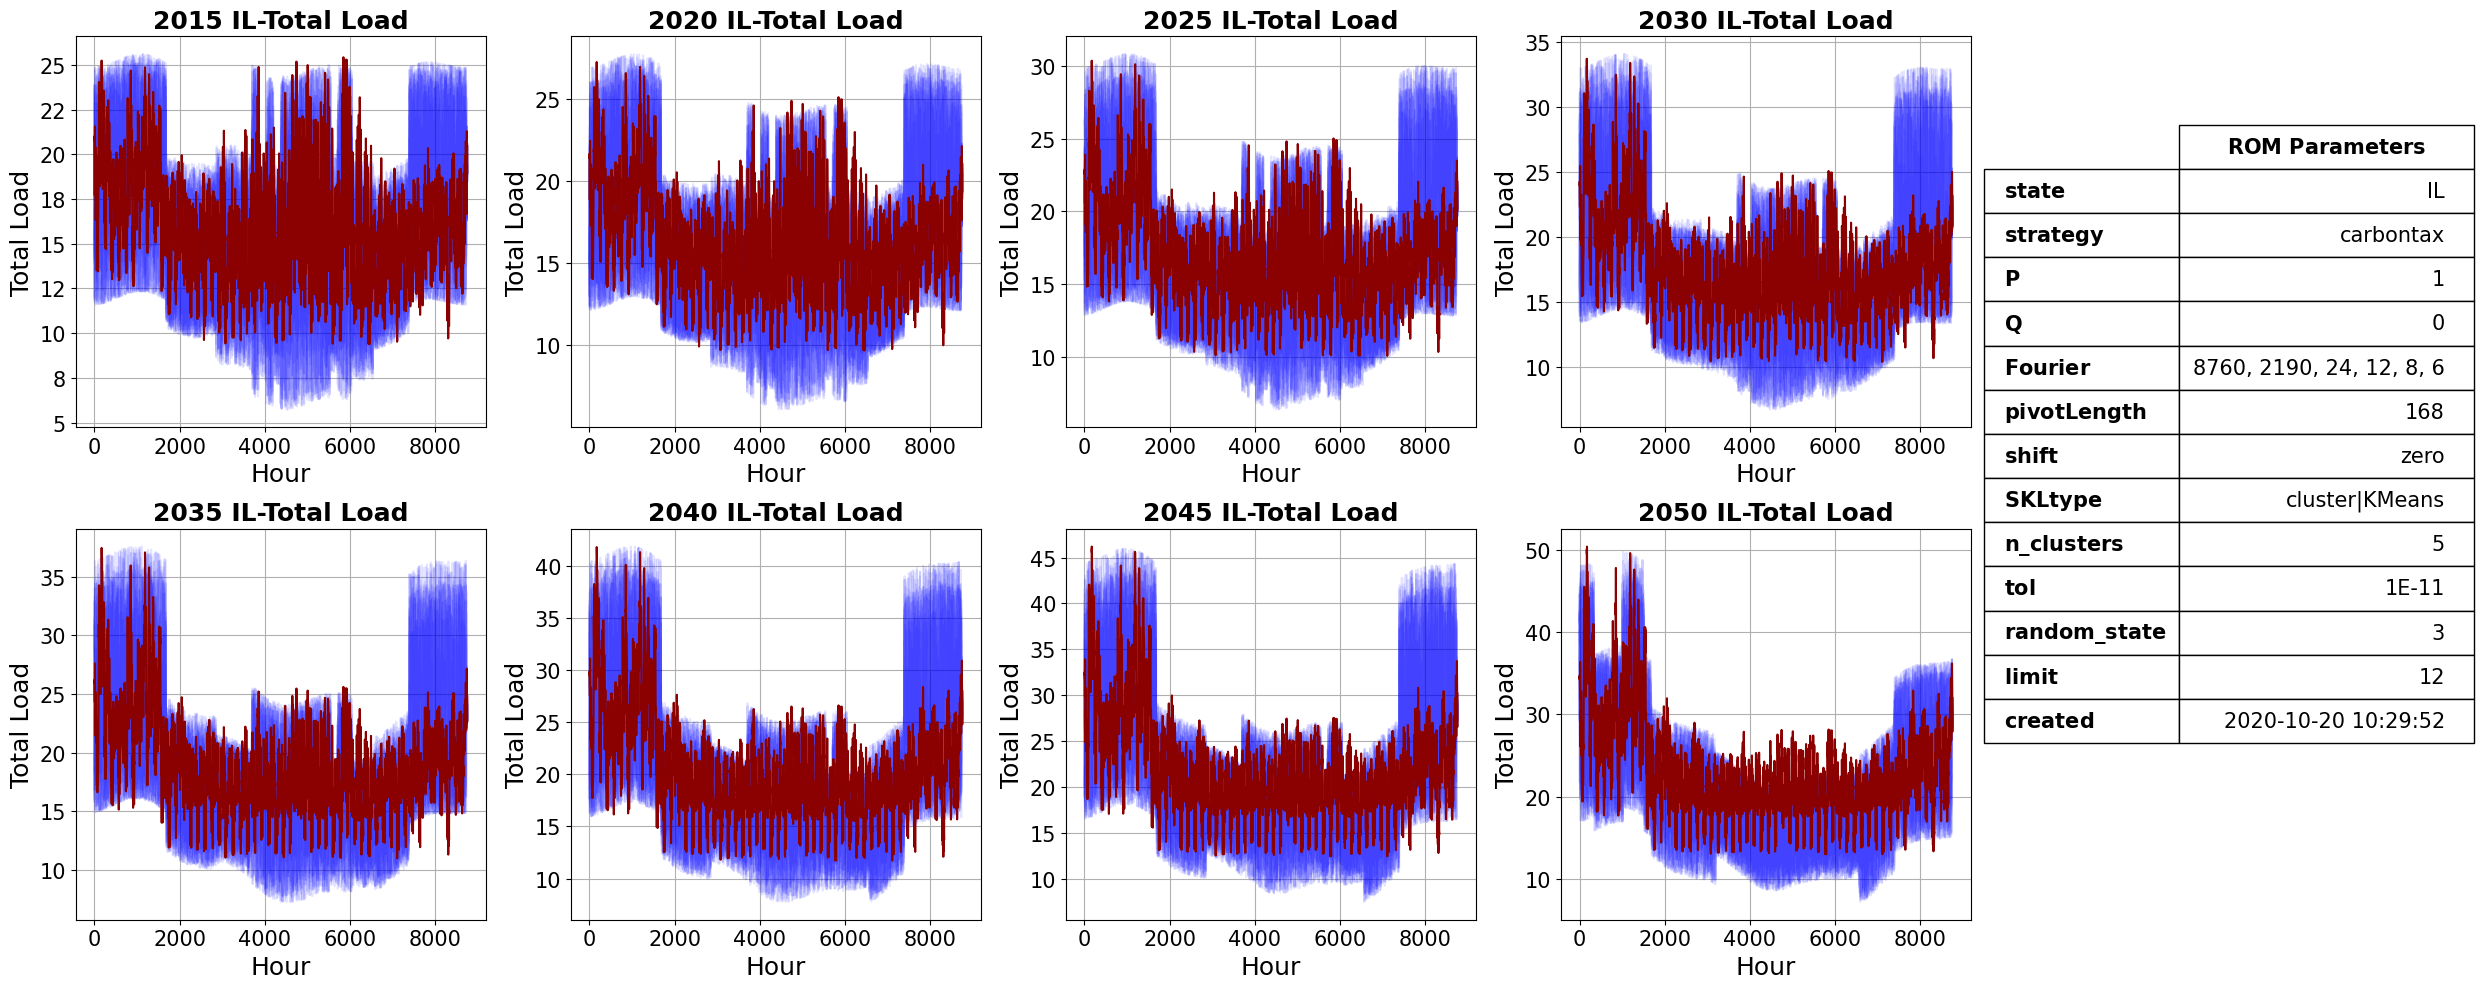 2015 IL-Total Load
2020 IL-Total Load
2025 IL-Total Load
2030 IL-Total Load
Total Load
25
22
20
18
15
12
10
8
5
0 2000 4000 6000 8000
Hour
Total Load
25
20
15
10
0 2000 4000 6000 8000
Hour
Total Load
30
25
20
15
10
0 2000 4000 6000 8000
Hour
Total Load
35
30
25
20
15
10
0 2000 4000 6000 8000
Hour
2035 IL-Total Load
2040 IL-Total Load
2045 IL-Total Load
2050 IL-Total Load
Total Load
35
30
25
20
15
10
0 2000 4000 6000 8000
Hour
Total Load
40
35
30
25
20
15
10
0 2000 4000 6000 8000
Hour
Total Load
45
40
35
30
25
20
15
10
0 2000 4000 6000 8000
Hour
Total Load
50
40
30
20
10
0 2000 4000 6000 8000
Hour
ROM Parameters
state IL
strategy carbontax
P 1
Q 0
Fourier 8760, 2190, 24, 12, 8, 6
pivotLength 168
shift zero
SKLtype cluster|KMeans
n_clusters 5
tol 1E-11
random_state 3
limit 12
created 2020-10-20 10:29:52